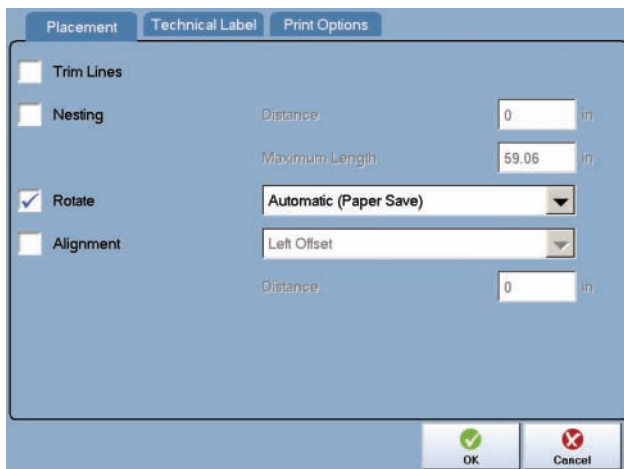 Placement Technical Label Print Options
Trim Lines
Nesting Distance 0 in
Maximum Length 59.06 in
Rotate Automatic (Paper Save)
Alignment Left Offset
Distance 0 in
OK Cancel